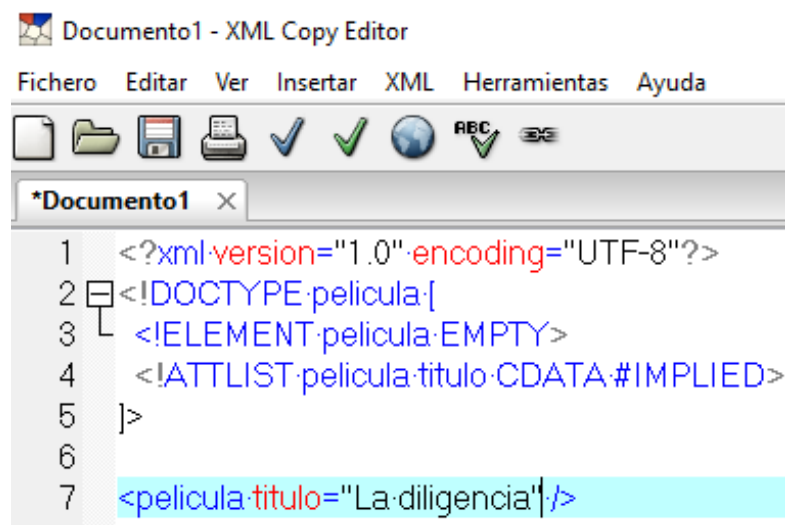 Documento1 - XML Copy Editor
Fichero Editar Ver Insertar XML Herramientas Ayuda
ABC
*Documento1
1 <?xml version="1.0" encoding="UTF-8"?>
2 <!DOCTYPE pelicula [
3 <!ELEMENT pelicula EMPTY>
4 <!ATTLIST pelicula titulo CDATA #IMPLIED>
5 ]>
6
7 <pelicula titulo="La diligencia" />